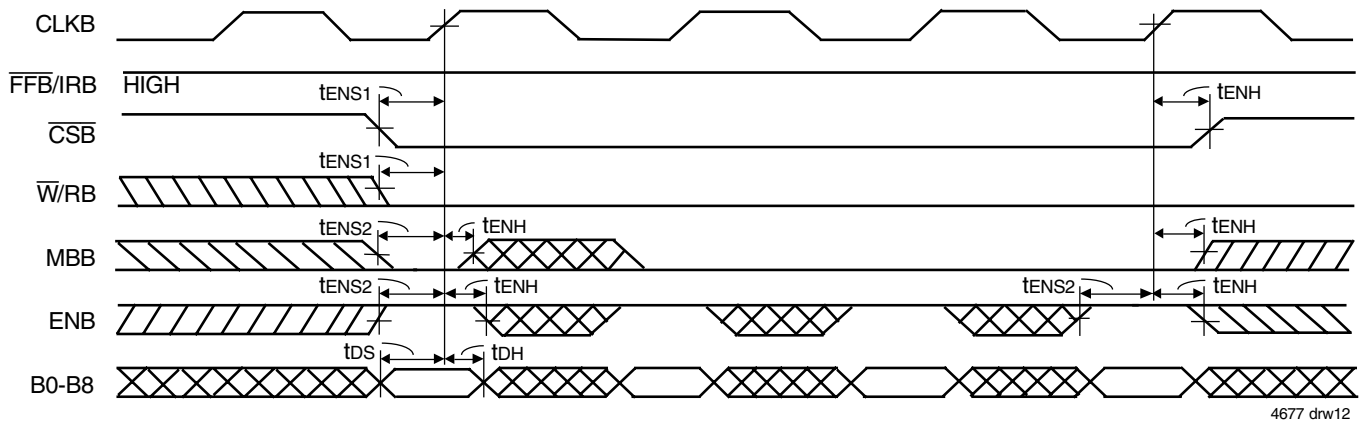 CLKB
FFB/IRB HIGH
tENS1 tENH
CSB
tENS1
W/RB
tENS2 tENH tENH
MBB
tENS2 tENH tENS2 tENH
ENB
tDS tDH
B0-B8
4677 drw12